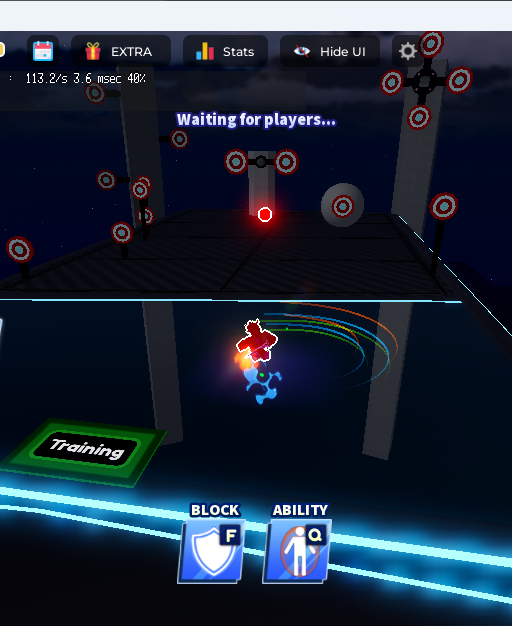 EXTRA
Stats
Hide UI
: 113.2/s 3.6 msec 40%
Waiting for players...
Training
BLOCK
ABILITY
F
Q